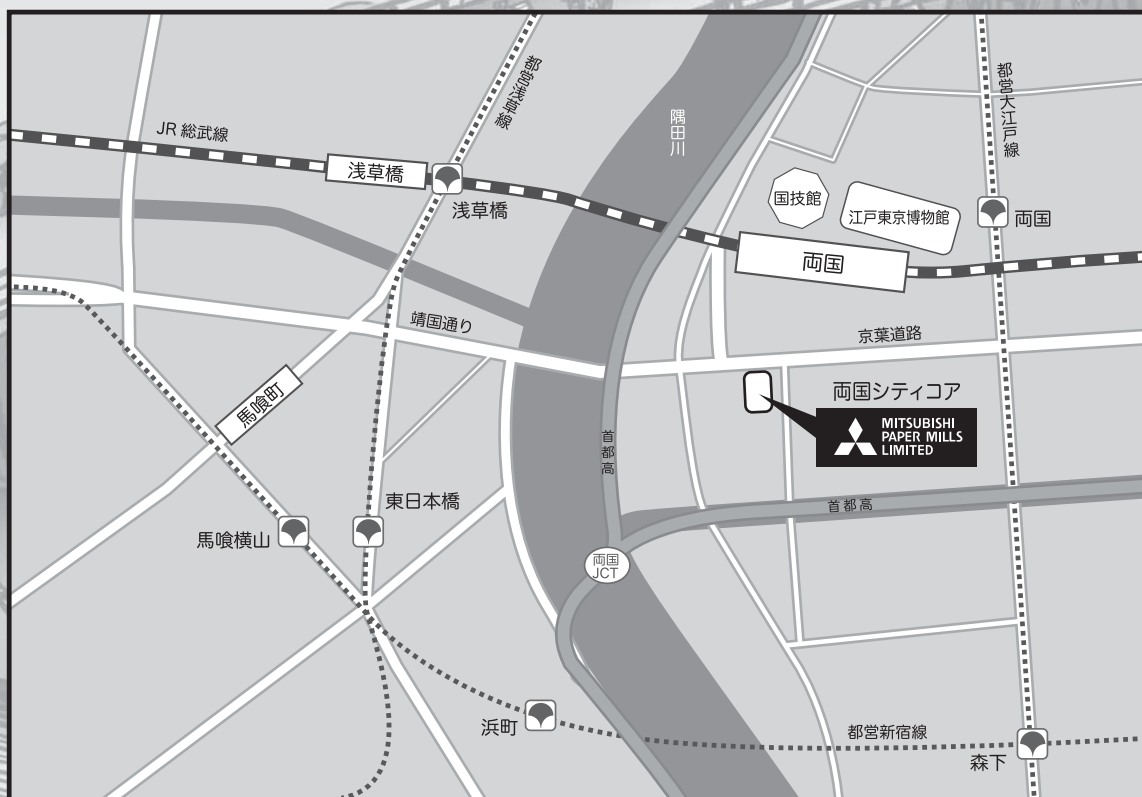 都営浅草線
都営大江戸線
JR 総武線
隅田川
浅草橋
浅草橋
国技館
江戸東京博物館
両国
両国
靖国通り
京葉道路
馬喰町
両国シティコア
MITSUBISHI
PAPER MILLS
LIMITED
首都高
東日本橋
首都高
馬喰横山
両国
JCT
浜町
都営新宿線
森下